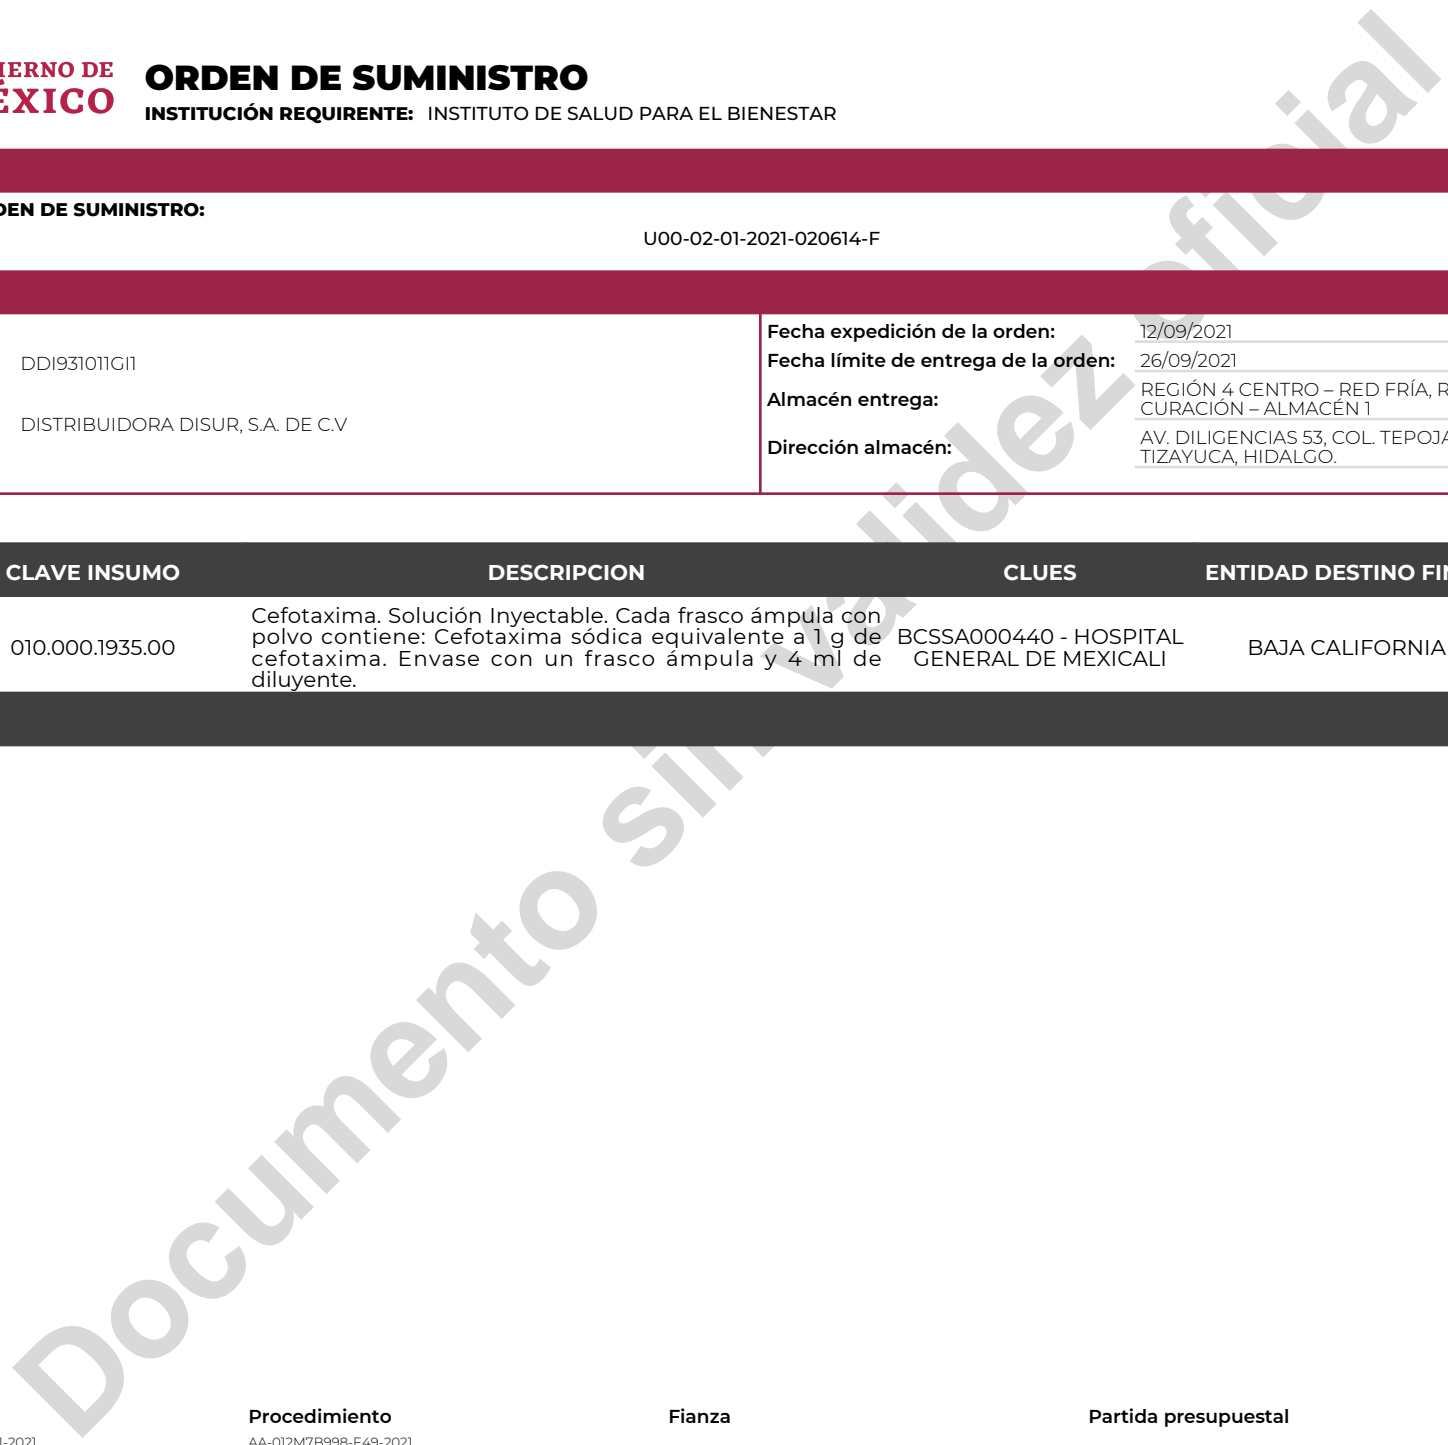 ORDEN DE SUMINISTRO
INSTITUCIÓN REQUIRENTE: INSTITUTO DE SALUD PARA EL BIENESTAR
DE
XICO
DE SUMINISTRO:
U00-02-01-2021-020614-F
DDI931011GI1
DISTRIBUIDORA DISUR, S.A. DE C.V
Fecha expedición de la orden: 12/09/2021
Fecha límite de entrega de la orden: 26/09/2021
Almacén entrega: REGIÓN 4 CENTRO – RED FRÍA,
CURACIÓN – ALMACÉN 1
Dirección almacén: AV. DILIGENCIAS 53, COL.
TIZAYUCA, HIDALGO.
CLAVE INSUMO DESCRIPCION CLUES ENTIDAD DESTINO
010.000.1935.00
Cefotaxima. Solución Inyectable. Cada frasco ámpula con
polvo contiene: Cefotaxima sódica equivalente a 1 g de
cefotaxima. Envase con un frasco ámpula y 4 ml de
diluyente.
BCSSA000440 - HOSPITAL
GENERAL DE MEXICALI
BAJA CALIFORNIA
Documento sin validez oficial
Procedimiento Fianza Partida presupuestal
AA-012M7B998-E49-2021